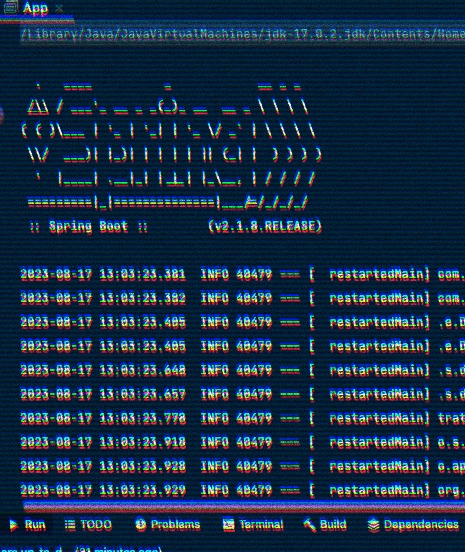 App
/Library/Java/JavaVirtualMachines/jdk-17.0.2.jdk/Contents/Home
:: Spring Boot :: (v2.1.8.RELEASE)
2023-08-17 13:03:23.381 INFO 40479 --- [ restartedMain] com.
2023-08-17 13:03:23.382 INFO 40479 --- [ restartedMain] com.
2023-08-17 13:03:23.405 INFO 40479 --- [ restartedMain] .e.D
2023-08-17 13:03:23.405 INFO 40479 --- [ restartedMain] .e.D
2023-08-17 13:03:23.648 INFO 40479 --- [ restartedMain] .s.d
2023-08-17 13:03:23.657 INFO 40479 --- [ restartedMain] .s.d
2023-08-17 13:03:23.778 INFO 40479 --- [ restartedMain] trat
2023-08-17 13:03:23.918 INFO 40479 --- [ restartedMain] o.s.
2023-08-17 13:03:23.928 INFO 40479 --- [ restartedMain] o.ap
2023-08-17 13:03:23.929 INFO 40479 --- [ restartedMain] org.
Run TODO Problems Terminal Build Dependencies
minutes ago)